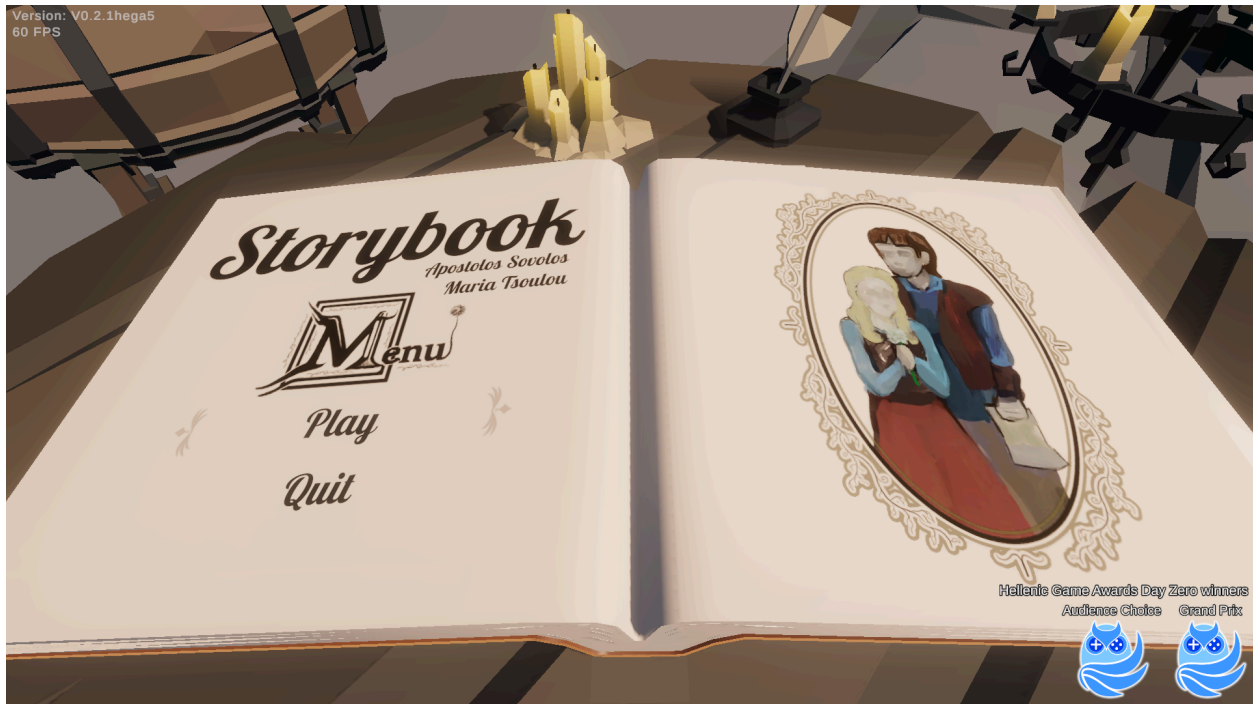 Version: V0.2.1hega5
60 FPS
Storybook
Apostolos Sovolos
Maria Tsoulou
Menu
Play
Quit
Hellenic Game Awards Day Zero winners
Audience Choice Grand Prix